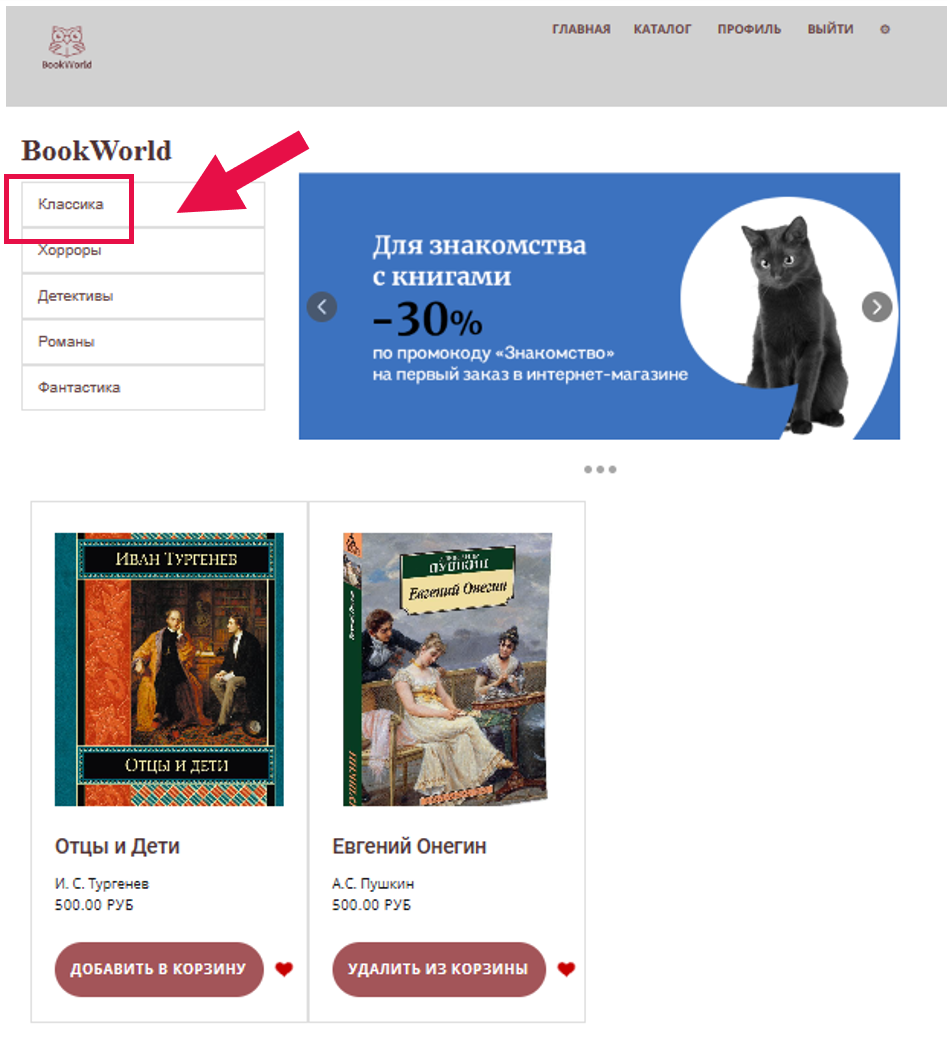 BookWorld
ГЛАВНАЯ КАТАЛОГ ПРОФИЛЬ ВЫЙТИ
BookWorld
Классика
Хорроры
Детективы
Романы
Фантастика
Для знакомства
с книгами
-30%
по промокоду «Знакомство»
на первый заказ в интернет-магазине
ИВАН ТУРГЕНЕВ
ОТЦЫ И ДЕТИ
ПУШКИН
Евгений Онегин
Отцы и Дети
И. С. Тургенев
500.00 РУБ
ДОБАВИТЬ В КОРЗИНУ
Евгений Онегин
А.С. Пушкин
500.00 РУБ
УДАЛИТЬ ИЗ КОРЗИНЫ